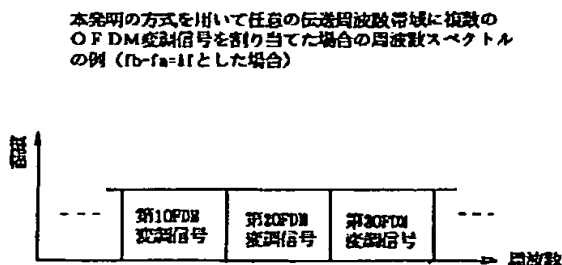 本発明の方式を用いて任意の伝送周波数帯域に複数の
OFDM変調信号を割り当てた場合の周波数スペクトル
の例（fb-fa=1fとした場合）
電力
第1OFDM
変調信号
第2OFDM
変調信号
第3OFDM
変調信号
周波数